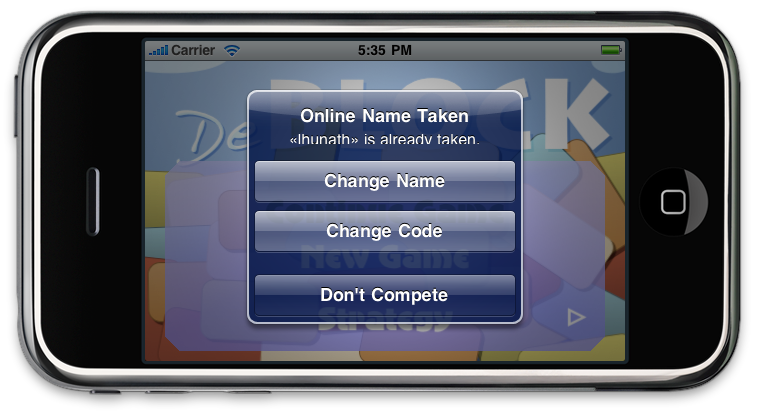 Carrier
5:35 PM
DeBLOCK
Online Name Taken
«lhunath» is already taken.
Change Name
Change Code
New Game
Don't Compete
Strategy